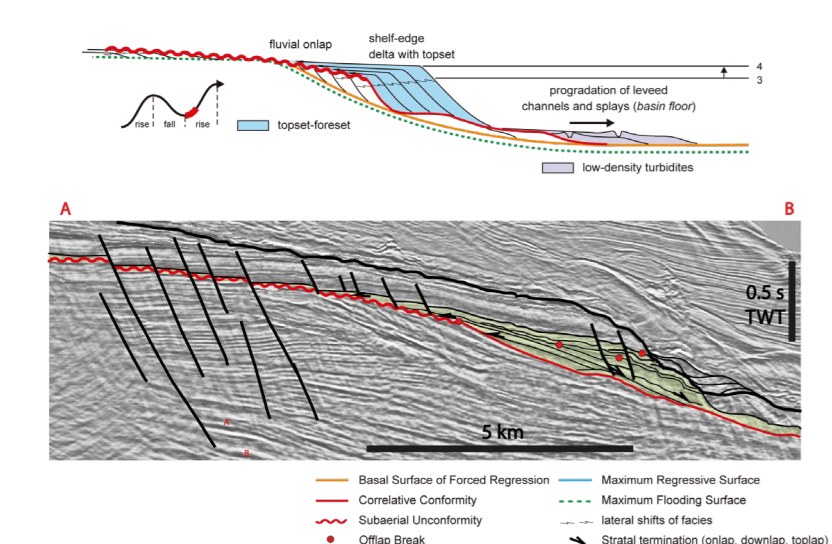 fluvial onlap
shelf-edge
delta with topset
4
3
progradation of leveed
channels and splays (basin floor)
rise
fall
rise
topset-foreset
low-density turbidites
A
B
0.5 s
TWT
5 km
A
B
Basal Surface of Forced Regression
Maximum Regressive Surface
Correlative Conformity
Maximum Flooding Surface
Subaerial Unconformity
lateral shifts of facies
Offlap Break
Stratal termination (onlap, downlap, toplap)